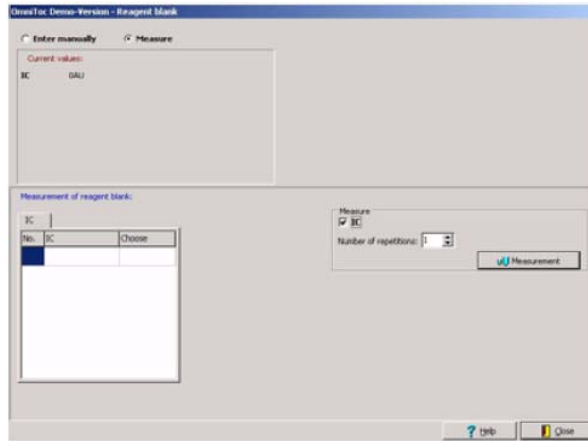 OmniToc Demo-Version - Reagent blank
Enter manually Measure
Current values:
IC 0AU
Measurement of reagent blank:
IC
No. IC Choose
Measure
IC
Number of repetitions: 1
Measurement
Help Close